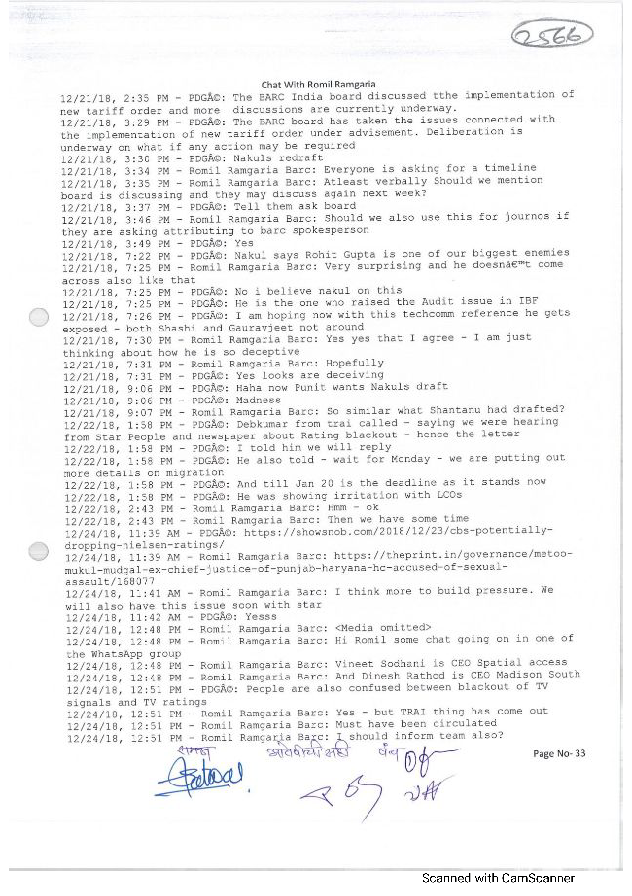 2566
Chat With Romil Ramgaria
12/21/18, 2:35 PM - PDGÂ©: The BARC India board discussed tthe implementation of
new tariff order and more discussions are currently underway.
12/21/18, 3:29 PM - PDGÂ©: The BARC board has taken the issues connected with
the implementation of new tariff order under advisement. Deliberation is
underway on what if any action may be required
12/21/18, 3:30 PM - PDGÂ©: Nakuls redraft
12/21/18, 3:34 PM - Romil Ramgaria Barc: Everyone is asking for a timeline
12/21/18, 3:35 PM - Romil Ramgaria Barc: Atleast verbally Should we mention
board is discussing and they may discuss again next week?
12/21/18, 3:37 PM - PDGÂ©: Tell them ask board
12/21/18, 3:46 PM - Romil Ramgaria Barc: Should we also use this for journos if
they are asking attributing to barc spokesperson
12/21/18, 3:49 PM - PDGÂ©: Yes
12/21/18, 7:22 PM - PDGÂ©: Nakul says Rohit Gupta is one of our biggest enemies
12/21/18, 7:25 PM - Romil Ramgaria Barc: Very surprising and he doesnâ€™t come
across also like that
12/21/18, 7:25 PM - PDGÂ©: No i believe nakul on this
12/21/18, 7:25 PM - PDGÂ©: He is the one who raised the Audit issue in IBF
12/21/18, 7:26 PM - PDGÂ©: I am hoping now with this techcomm reference he gets
exposed - both Shashi and Gauravjeet not around
12/21/18, 7:30 PM - Romil Ramgaria Barc: Yes yes that I agree - I am just
thinking about how he is so deceptive
12/21/18, 7:31 PM - Romil Ramgaria Barc: Hopefully
12/21/18, 7:31 PM - PDGÂ©: Yes looks are deceiving
12/21/18, 9:06 PM - PDGÂ©: Haha now Punit wants Nakuls draft
12/21/18, 9:06 PM - PDGÂ©: Madness
12/21/18, 9:07 PM - Romil Ramgaria Barc: So similar what Shantanu had drafted?
12/22/18, 1:58 PM - PDGÂ©: Debkumar from trai called - saying we were hearing
from Star People and newspaper about Rating blackout - hence the letter
12/22/18, 1:58 PM - PDGÂ©: I told him we will reply
12/22/18, 1:58 PM - PDGÂ©: He also told - wait for Monday - we are putting out
more details on migration
12/22/18, 1:58 PM - PDGÂ©: And till Jan 20 is the deadline as it stands now
12/22/18, 1:58 PM - PDGÂ©: He was showing irritation with LCOs
12/22/18, 2:43 PM - Romil Ramgaria Barc: Hmm - ok
12/22/18, 2:43 PM - Romil Ramgaria Barc: Then we have some time
12/24/18, 11:39 AM - PDGÂ©: https://showsnob.com/2018/12/23/cbs-potentially-
dropping-nielsen-ratings/
12/24/18, 11:39 AM - Romil Ramgaria Barc: https://theprint.in/governance/metoo-
mukul-mudgal-ex-chief-justice-of-punjab-haryana-hc-accused-of-sexual-
assault/168077
12/24/18, 11:41 AM - Romil Ramgaria Barc: I think more to build pressure. We
will also have this issue soon with star
12/24/18, 11:42 AM - PDGÂ©: Yesss
12/24/18, 12:48 PM - Romil Ramgaria Barc: <Media omitted>
12/24/18, 12:48 PM - Romil Ramgaria Barc: Hi Romil some chat going on in one of
the WhatsApp group
12/24/18, 12:48 PM - Romil Ramgaria Barc: Vineet Sodhani is CEO Spatial access
12/24/18, 12:48 PM - Romil Ramgaria Barc: And Dinesh Rathod is CEO Madison South
12/24/18, 12:51 PM - PDGÂ©: People are also confused between blackout of TV
signals and TV ratings
12/24/18, 12:51 PM - Romil Ramgaria Barc: Yes - but TRAI thing has come out
12/24/18, 12:51 PM - Romil Ramgaria Barc: Must have been circulated
12/24/18, 12:51 PM - Romil Ramgaria Barc: I should inform team also?
समक्ष आरोपीची सही पंच
Page No- 33
Scanned with CamScanner